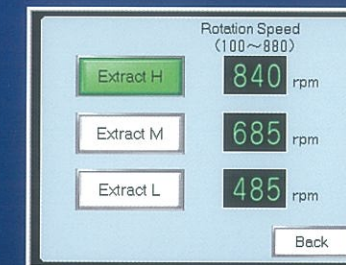 Rotation Speed
(100～880)
Extract H 840 rpm
Extract M 685 rpm
Extract L 485 rpm
Back